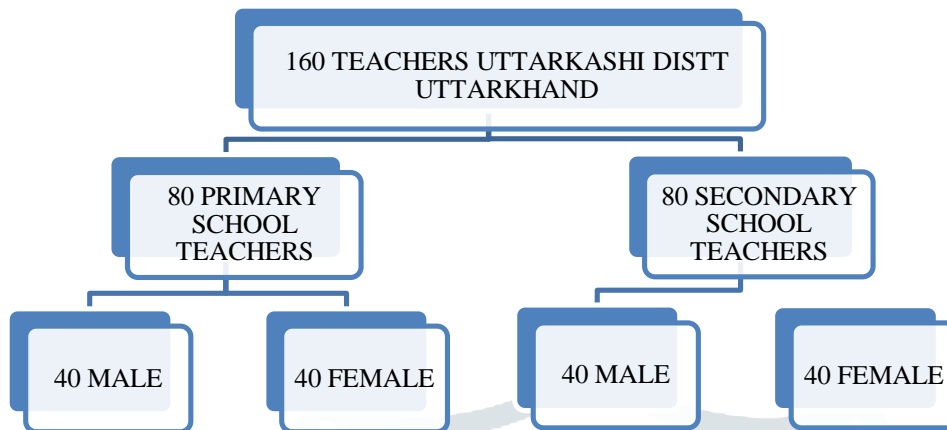 160 TEACHERS UTTARKASHI DISTT
UTTARKHAND
80 PRIMARY
SCHOOL
TEACHERS
80 SECONDARY
SCHOOL
TEACHERS
40 MALE
40 FEMALE
40 MALE
40 FEMALE